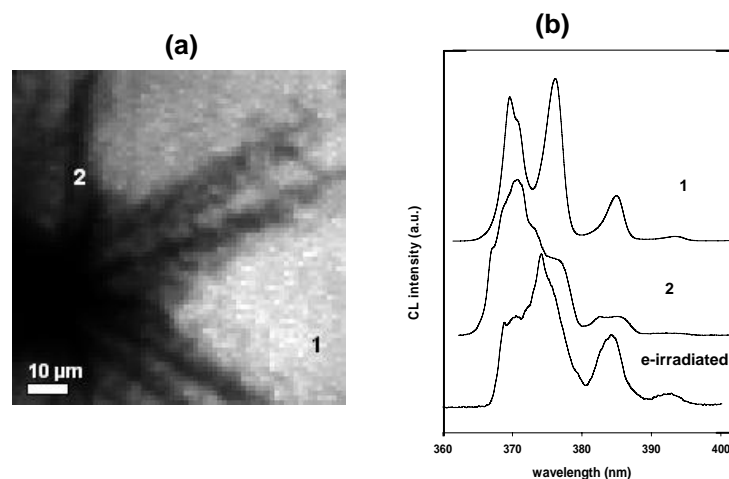 (a)
2
1
10 µm
(b)
CL intensity (a.u.)
1
2
e-irradiated
360 370 380 390 400
wavelength (nm)